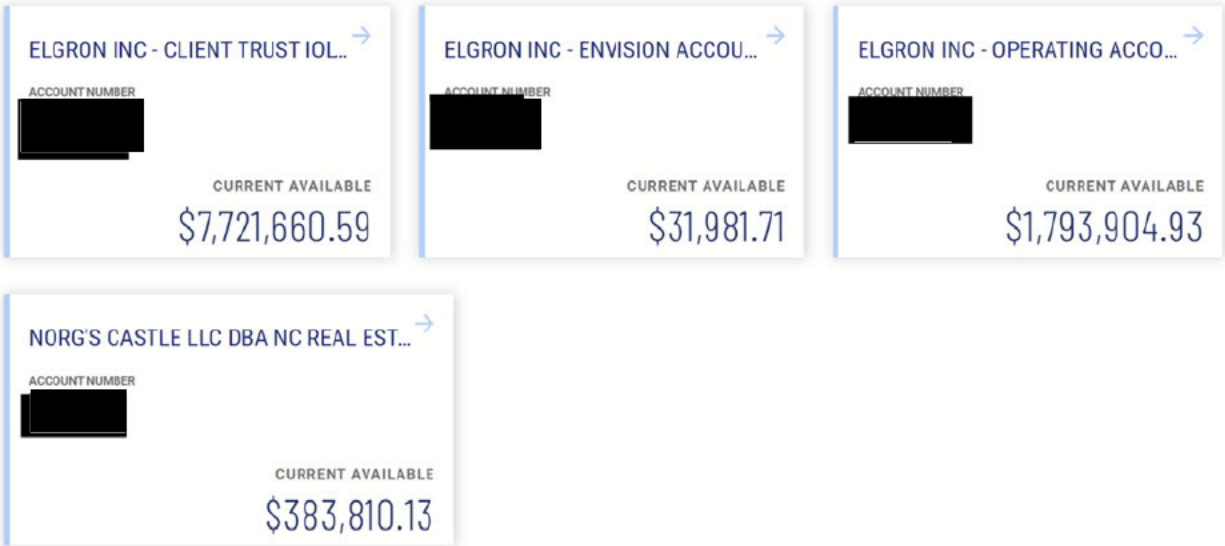 ELGRON INC - CLIENT TRUST IOL...
ACCOUNT NUMBER
CURRENT AVAILABLE
$7,721,660.59
ELGRON INC - ENVISION ACCOU...
ACCOUNT NUMBER
CURRENT AVAILABLE
$31,981.71
ELGRON INC - OPERATING ACCO...
ACCOUNT NUMBER
CURRENT AVAILABLE
$1,793,904.93
NORG'S CASTLE LLC DBA NC REAL EST...
ACCOUNT NUMBER
CURRENT AVAILABLE
$383,810.13